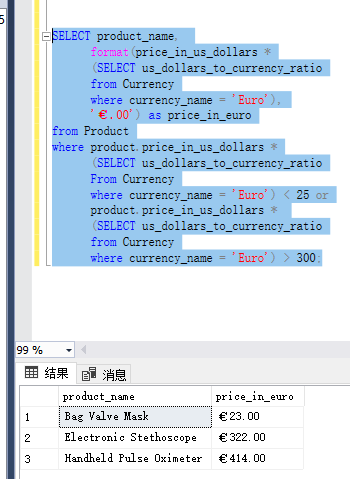 SELECT product_name,
format(price_in_us_dollars *
(SELECT us_dollars_to_currency_ratio
from Currency
where currency_name = 'Euro'),
'€.00') as price_in_euro
from Product
where product.price_in_us_dollars *
(SELECT us_dollars_to_currency_ratio
From Currency
where currency_name = 'Euro') < 25 or
product.price_in_us_dollars *
(SELECT us_dollars_to_currency_ratio
from Currency
where currency_name = 'Euro') > 300;
99 %
结果 消息
product_name price_in_euro
1 Bag Valve Mask €23.00
2 Electronic Stethoscope €322.00
3 Handheld Pulse Oximeter €414.00